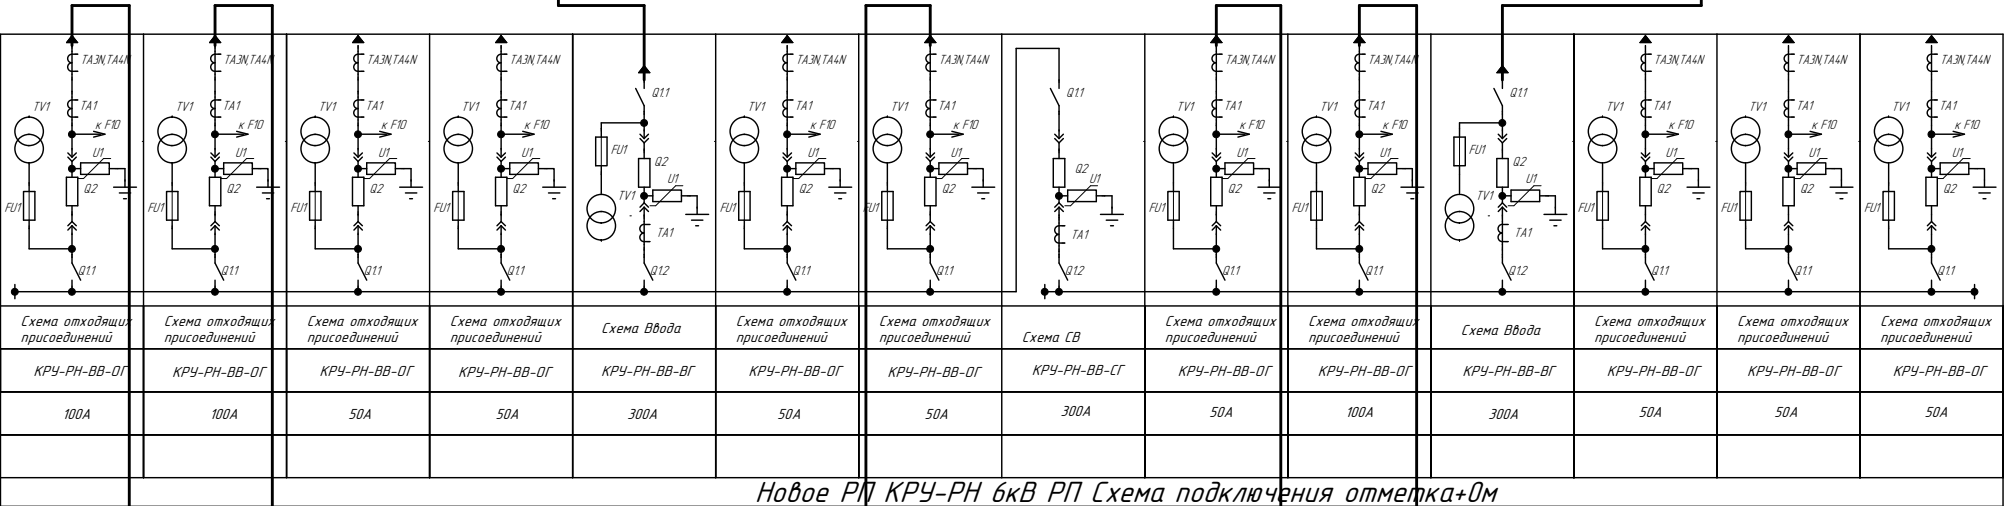 TA3N,TA4N TA3N,TA4N TA3N,TA4N TA3N,TA4N TA3N,TA4N TA3N,TA4N TA3N,TA4N TA3N,TA4N TA3N,TA4N TA3N,TA4N TA3N,TA4N
Q1.1 Q1.1 Q1.1
TV1 TA1 TV1 TA1 TV1 TA1 TV1 TA1 TV1 TA1 TV1 TA1 TV1 TA1 TV1 TA1 TV1 TA1 TV1 TA1 TV1 TA1
к F10 к F10 к F10 к F10 к F10 к F10 к F10 к F10 к F10 к F10 к F10
U1 U1 U1 U1 FU1 Q2 U1 U1 Q2 U1 U1 FU1 Q2 U1 U1 U1
Q2 Q2 Q2 Q2 U1 Q2 Q2 U1 Q2 Q2 U1 Q2 Q2 Q2
FU1 FU1 FU1 FU1 TV1 FU1 FU1 FU1 FU1 TV1 FU1 FU1 FU1
TA1 TA1 TA1
Q1.1 Q1.1 Q1.1 Q1.1 Q1.2 Q1.1 Q1.1 Q1.2 Q1.1 Q1.1 Q1.2 Q1.1 Q1.1 Q1.1
Схема отходящих Схема отходящих Схема отходящих Схема отходящих Схема Ввода Схема отходящих Схема отходящих Схема СВ Схема отходящих Схема отходящих Схема Ввода Схема отходящих Схема отходящих Схема отходящих
присоединений присоединений присоединений присоединений присоединений присоединений присоединений присоединений присоединений присоединений присоединений
КРУ-РН-ВВ-ОГ КРУ-РН-ВВ-ОГ КРУ-РН-ВВ-ОГ КРУ-РН-ВВ-ОГ КРУ-РН-ВВ-ВГ КРУ-РН-ВВ-ОГ КРУ-РН-ВВ-ОГ КРУ-РН-ВВ-СГ КРУ-РН-ВВ-ОГ КРУ-РН-ВВ-ОГ КРУ-РН-ВВ-ВГ КРУ-РН-ВВ-ОГ КРУ-РН-ВВ-ОГ КРУ-РН-ВВ-ОГ
100А 100А 50А 50А 300А 50А 50А 300А 50А 100А 300А 50А 50А 50А
Новое РП КРУ-РН 6кВ РП Схема подключения отметка+0м